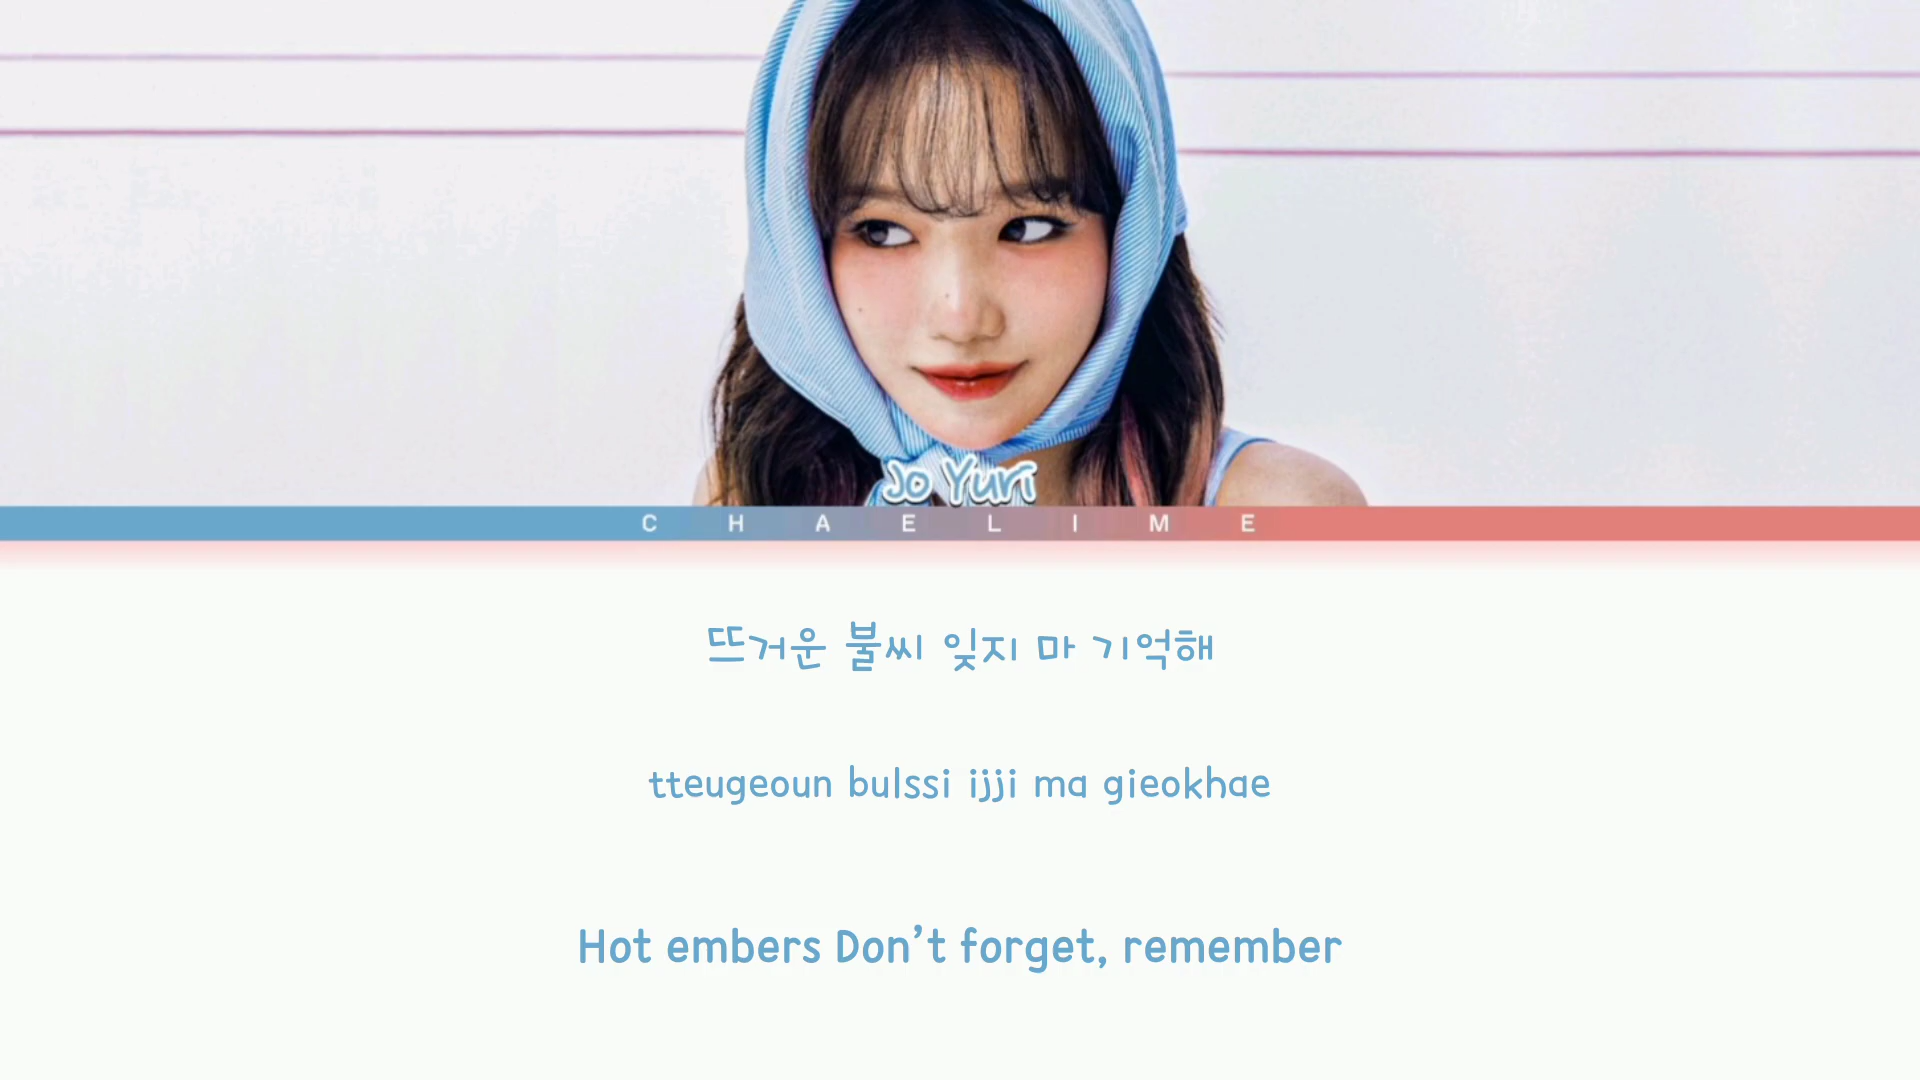 Jo Yuri
CHAELIME
뜨거운 불씨 잊지 마 기억해
tteugeoun bulssi ijji ma gieokhae
Hot embers Don’t forget, remember